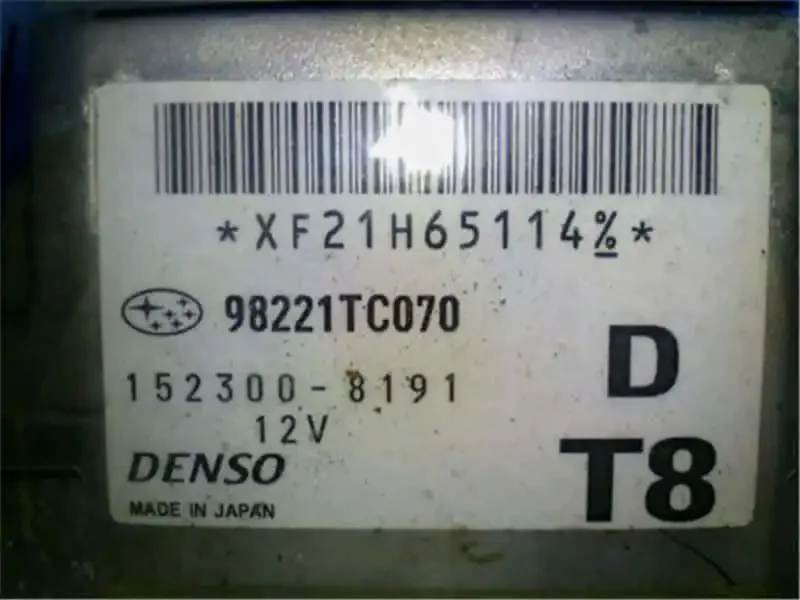 *XF21H65114%*
98221TC070
D
152300-8191
12V
T8
DENSO
MADE IN JAPAN